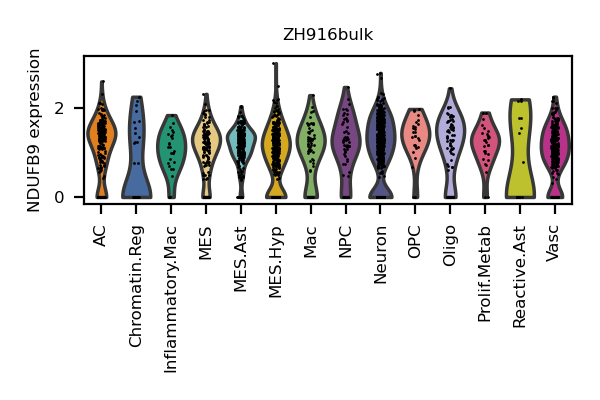 ZH916bulk
NDUFB9 expression
2
0
AC
Chromatin.Reg
Inflammatory.Mac
MES
MES.Ast
MES.Hyp
Mac
NPC
Neuron
OPC
Oligo
Prolif.Metab
Reactive.Ast
Vasc